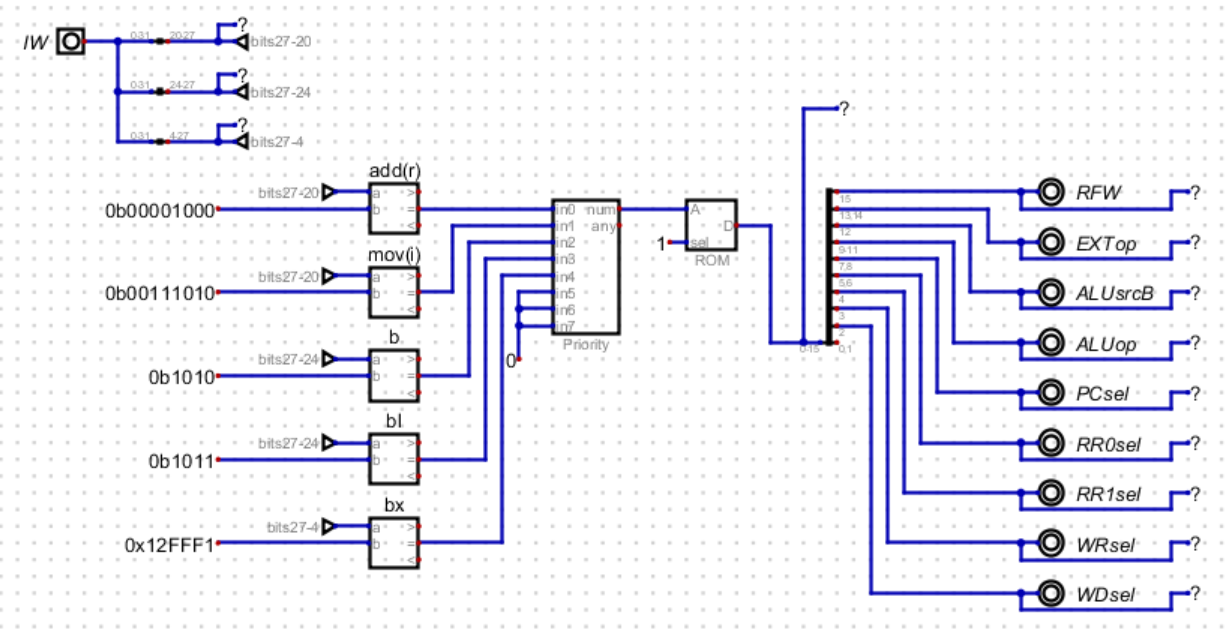 IW
0-31 20-27 ? bits27-20
0-31 24-27 ? bits27-24
0-31 4-27 ? bits27-4
?
add(r)
bits27-20 a >
0b00001000 b =
<
mov(i)
bits27-20 a >
0b00111010 b =
<
b
bits27-24 a >
0b1010 b =
<
bl
bits27-24 a >
0b1011 b =
<
bx
bits27-4 a >
0x12FFF1 b =
<
in0 num
in1 any
in2
in3
in4
in5
in6
in7
Priority
0
A
D
1 sel
ROM
0-15
15
13,14
12
9-11
7,8
5,6
4
3
2
0,1
RFW ?
EXTop ?
ALUsrcB ?
ALUop ?
PCsel ?
RR0sel ?
RR1sel ?
WRsel ?
WDsel ?